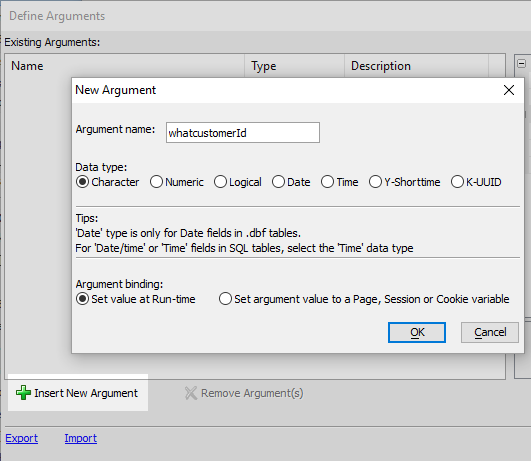 Define Arguments
Existing Arguments:
Name Type Description
New Argument
Argument name: whatcustomerId
Data type:
Character Numeric Logical Date Time Y-Shorttime K-UUID
Tips:
'Date' type is only for Date fields in .dbf tables.
For 'Date/time' or 'Time' fields in SQL tables, select the 'Time' data type
Argument binding:
Set value at Run-time Set argument value to a Page, Session or Cookie variable
OK Cancel
Insert New Argument Remove Argument(s)
Export Import